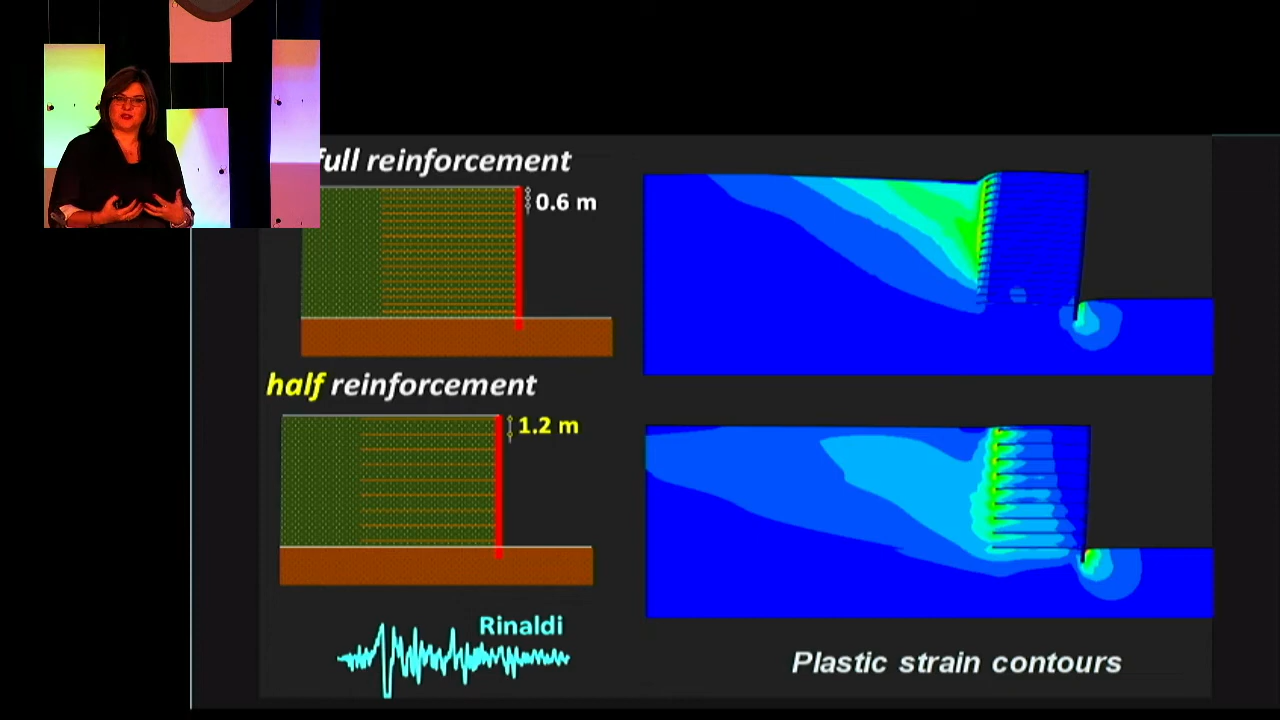 full reinforcement
0.6 m
half reinforcement
1.2 m
Rinaldi
Plastic strain contours